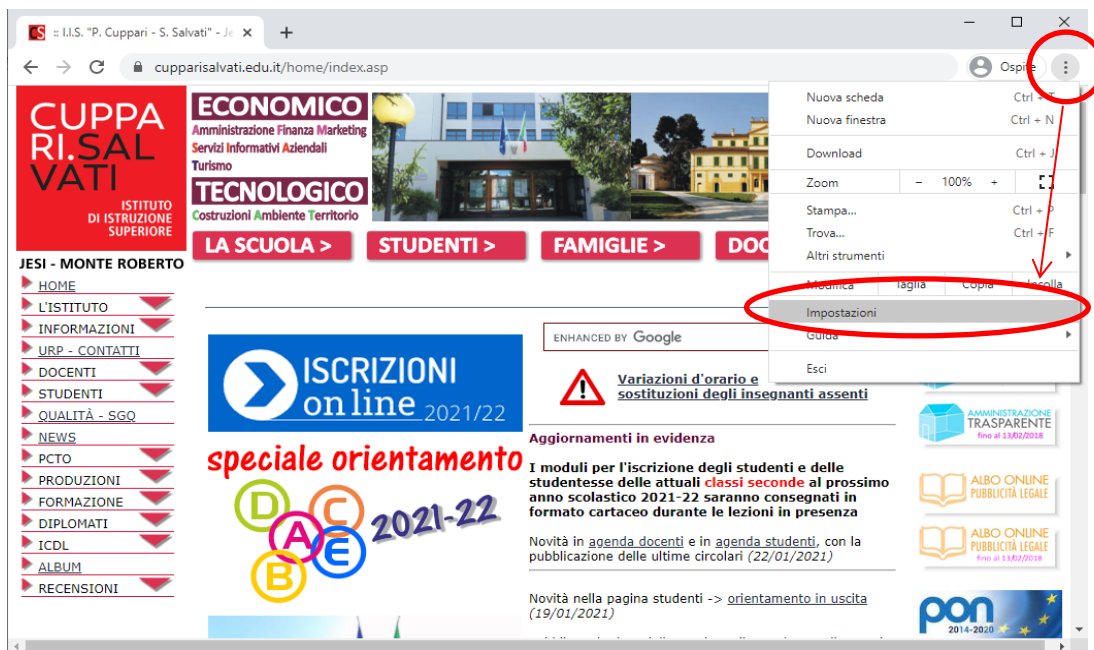 :: I.I.S. "P. Cuppari - S. Salvati" - Je
cupparisalvati.edu.it/home/index.asp
Ospite
CUPPA
RI.SAL
VATI
ISTITUTO
DI ISTRUZIONE
SUPERIORE
JESI - MONTE ROBERTO
ECONOMICO
Amministrazione Finanza Marketing
Servizi Informativi Aziendali
Turismo
TECNOLOGICO
Costruzioni Ambiente Territorio
LA SCUOLA >
STUDENTI >
FAMIGLIE >
DOC
Nuova scheda Ctrl + T
Nuova finestra Ctrl + N
Download Ctrl + J
Zoom - 100% +
Stampa... Ctrl + P
Trova... Ctrl + F
Altri strumenti
Modifica Taglia Copia Incolla
Impostazioni
Guida
Esci
HOME
L'ISTITUTO
INFORMAZIONI
URP - CONTATTI
DOCENTI
STUDENTI
QUALITÀ - SGQ
NEWS
PCTO
PRODUZIONI
FORMAZIONE
DIPLOMATI
ICDL
ALBUM
RECENSIONI
ISCRIZIONI
on line 2021/22
speciale orientamento
D C A E B
2021-22
ENHANCED BY Google
Variazioni d'orario e
sostituzioni degli insegnanti assenti
Aggiornamenti in evidenza
I moduli per l'iscrizione degli studenti e delle
studentesse delle attuali classi seconde al prossimo
anno scolastico 2021-22 saranno consegnati in
formato cartaceo durante le lezioni in presenza
Novità in agenda docenti e in agenda studenti, con la
pubblicazione delle ultime circolari (22/01/2021)
Novità nella pagina studenti -> orientamento in uscita
(19/01/2021)
AMMINISTRAZIONE
TRASPARENTE
fino al 13/02/2018
ALBO ONLINE
PUBBLICITÀ LEGALE
ALBO ONLINE
PUBBLICITÀ LEGALE
fino al 13/02/2018
pon
2014-2020